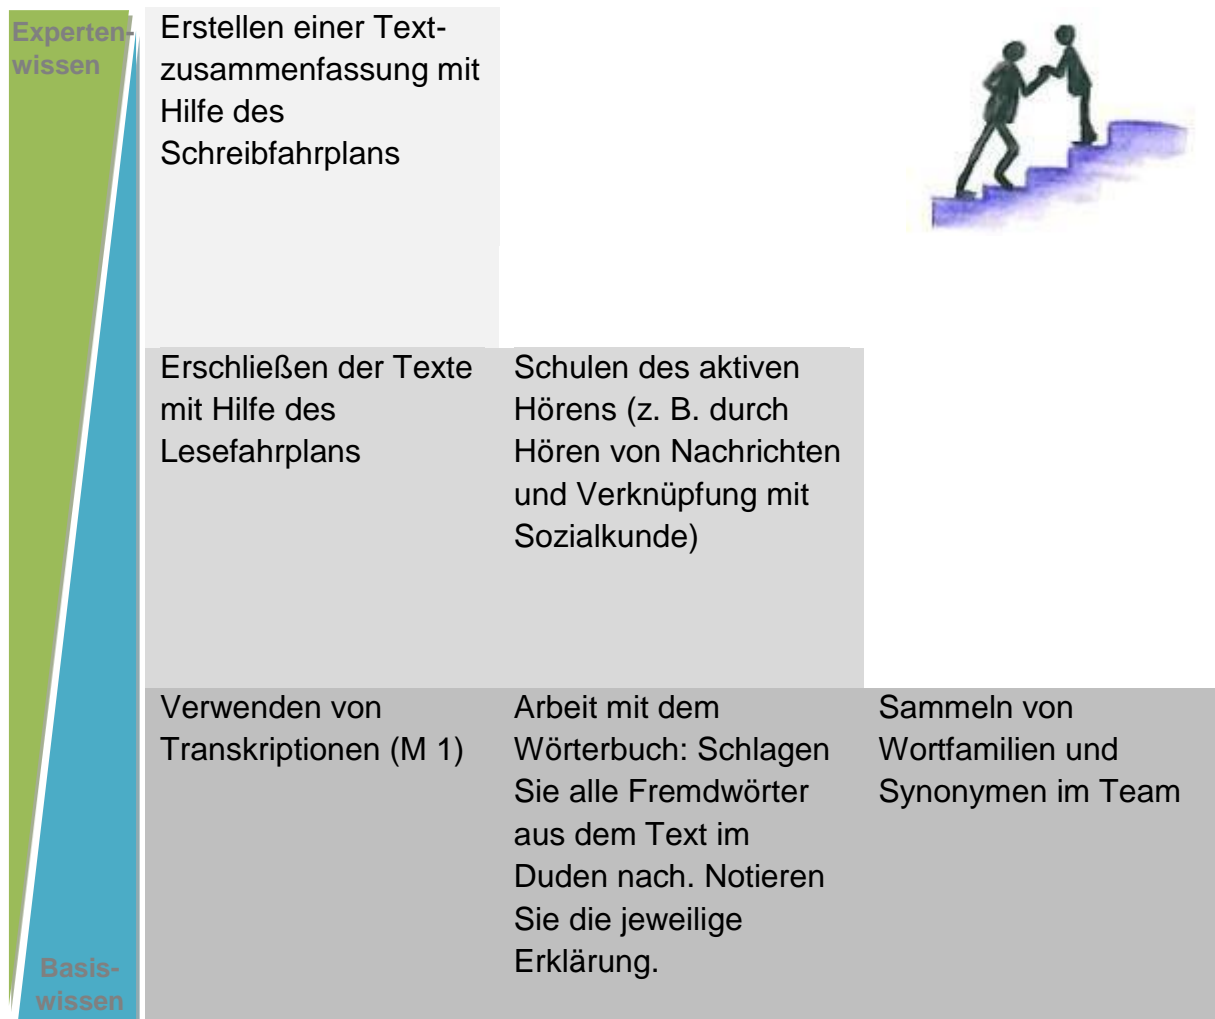 Experten-
wissen
Erstellen einer Text-
zusammenfassung mit
Hilfe des
Schreibfahrplans
Erschließen der Texte
mit Hilfe des
Lesefahrplans
Schulen des aktiven
Hörens (z. B. durch
Hören von Nachrichten
und Verknüpfung mit
Sozialkunde)
Verwenden von
Transkriptionen (M 1)
Arbeit mit dem
Wörterbuch: Schlagen
Sie alle Fremdwörter
aus dem Text im
Duden nach. Notieren
Sie die jeweilige
Erklärung.
Sammeln von
Wortfamilien und
Synonymen im Team
Basis-
wissen